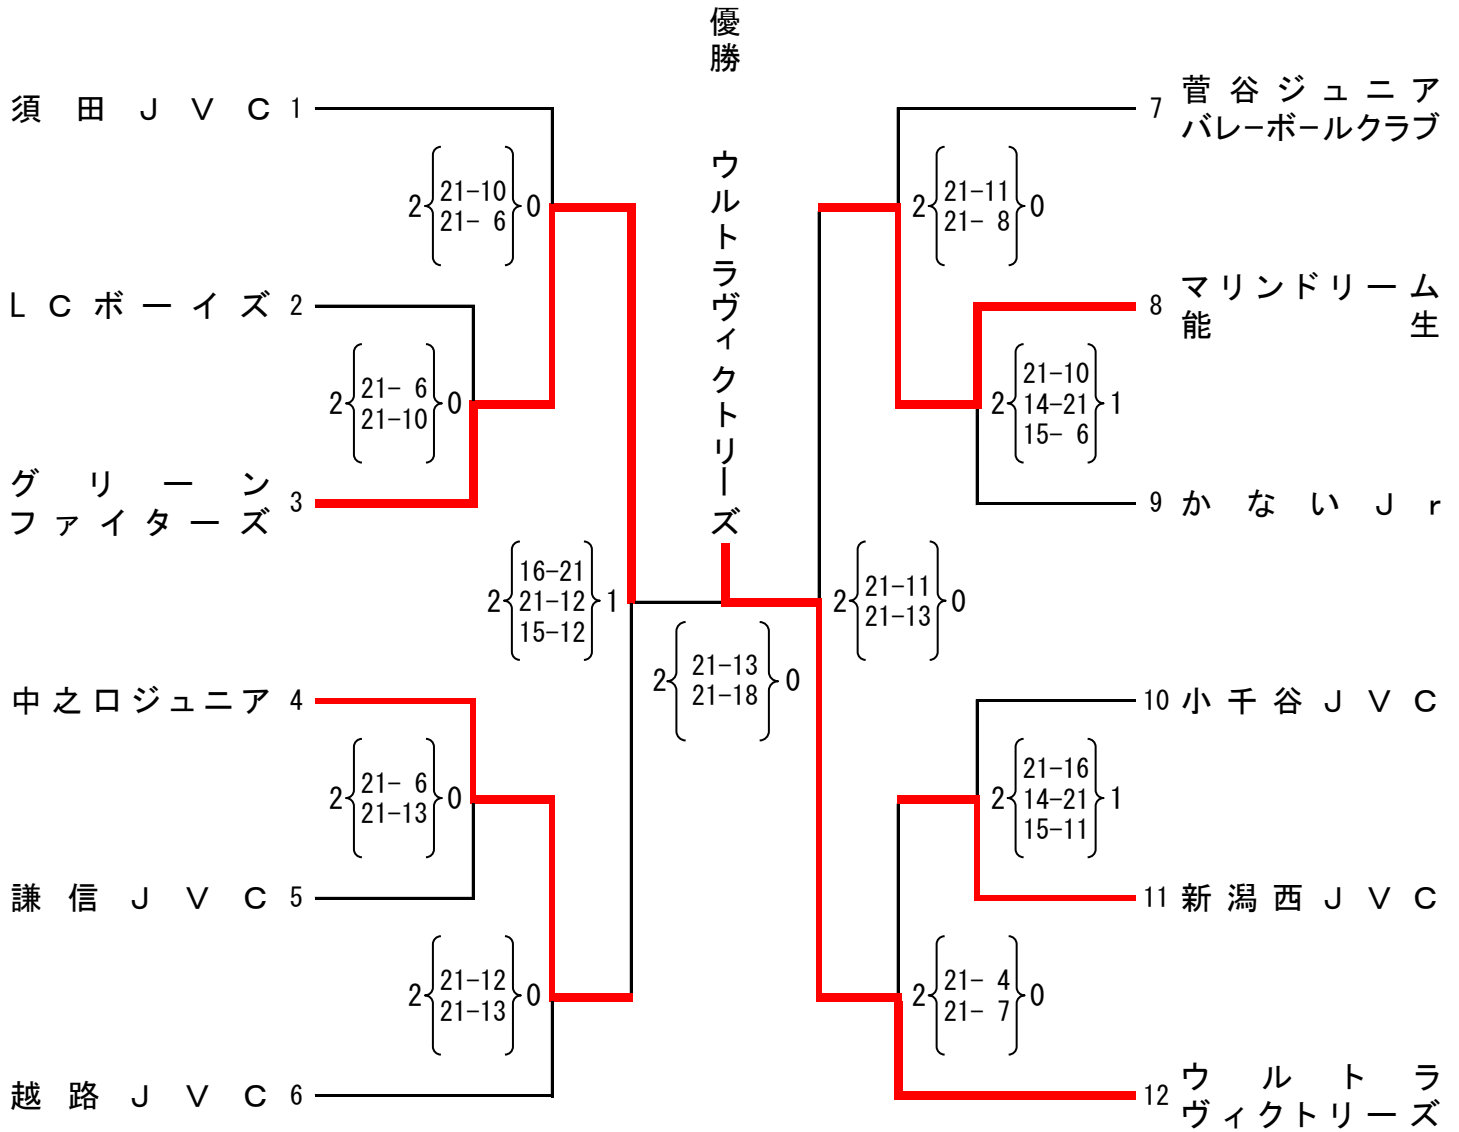 優勝
ウルトラヴィクトリーズ
須田JVC 1
2 21-10 0
21- 6
LCボーイズ 2
2 21- 6 0
21-10
グリーン
ファイターズ 3
2 16-21 1
21-12
15-12
中之口ジュニア 4
2 21- 6 0
21-13
謙信JVC 5
2 21-12 0
21-13
越路JVC 6
2 21-13 0
21-18
7 菅谷ジュニア
バレーボールクラブ
2 21-11 0
21- 8
8 マリンドリーム
能生
2 21-10 1
14-21
15- 6
9 かないJr
2 21-11 0
21-13
10 小千谷JVC
2 21-16 1
14-21
15-11
11 新潟西JVC
2 21- 4 0
21- 7
12 ウルトラ
ヴィクトリーズ